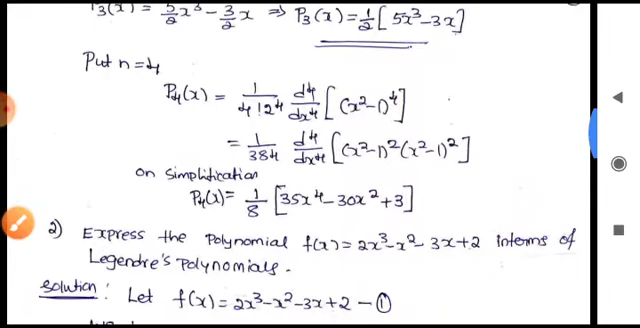 P₃(x) = 5/2 x³ - 3/2 x ⇒ P₃(x) = 1/2 [5x³ - 3x]
Put n = 4
P₄(x) = 1/(4! 2⁴) d⁴/dx⁴ [(x²-1)⁴]
= 1/384 d⁴/dx⁴ [(x²-1)²(x²-1)²]
on simplification
P₄(x) = 1/8 [35x⁴ - 30x² + 3]
2) Express the polynomial f(x) = 2x³ - x² - 3x + 2 interms of
Legendre's polynomials.
Solution: Let f(x) = 2x³ - x² - 3x + 2 - ①